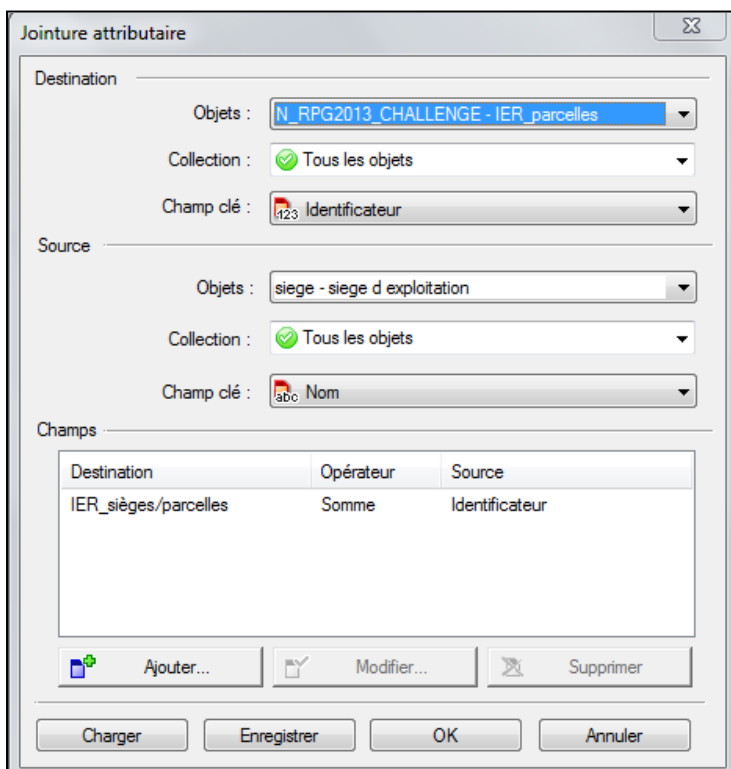 Jointure attributaire
Destination
Objets : N_RPG2013_CHALLENGE - IER_parcelles
Collection : Tous les objets
Champ clé : 123 Identificateur
Source
Objets : siege - siege d exploitation
Collection : Tous les objets
Champ clé : abc Nom
Champs
Destination Opérateur Source
IER_sièges/parcelles Somme Identificateur
Ajouter... Modifier... Supprimer
Charger Enregistrer OK Annuler